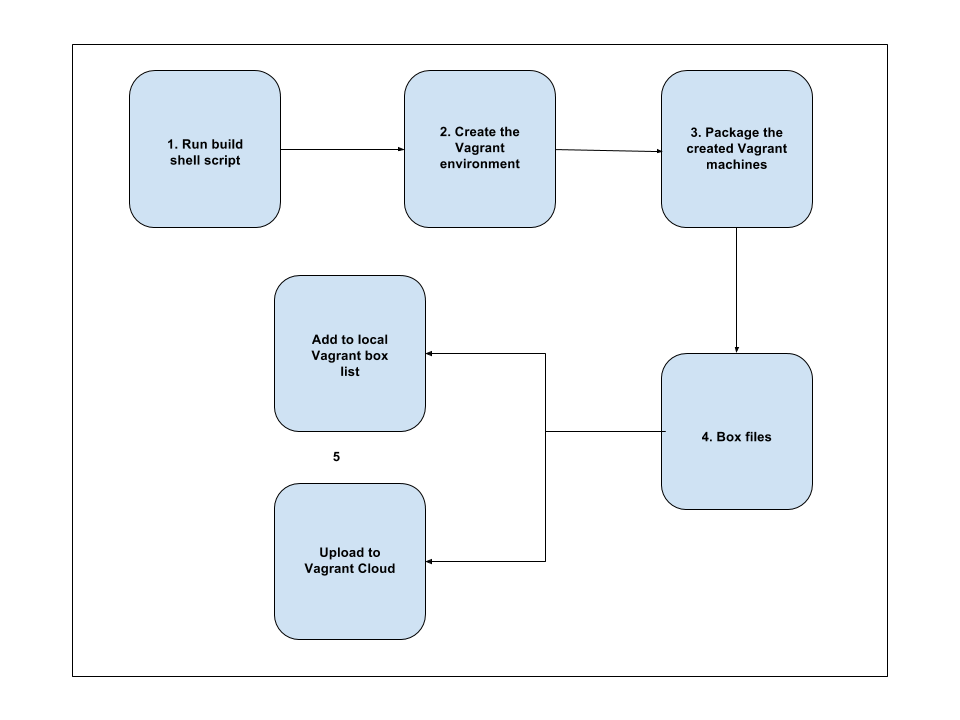 1. Run build
shell script
2. Create the
Vagrant
environment
3. Package the
created Vagrant
machines
Add to local
Vagrant box
list
4. Box files
5
Upload to
Vagrant Cloud